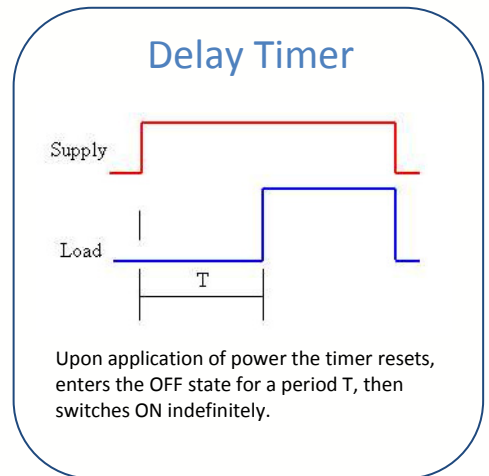 Delay Timer
Supply
Load
T
Upon application of power the timer resets,
enters the OFF state for a period T, then
switches ON indefinitely.